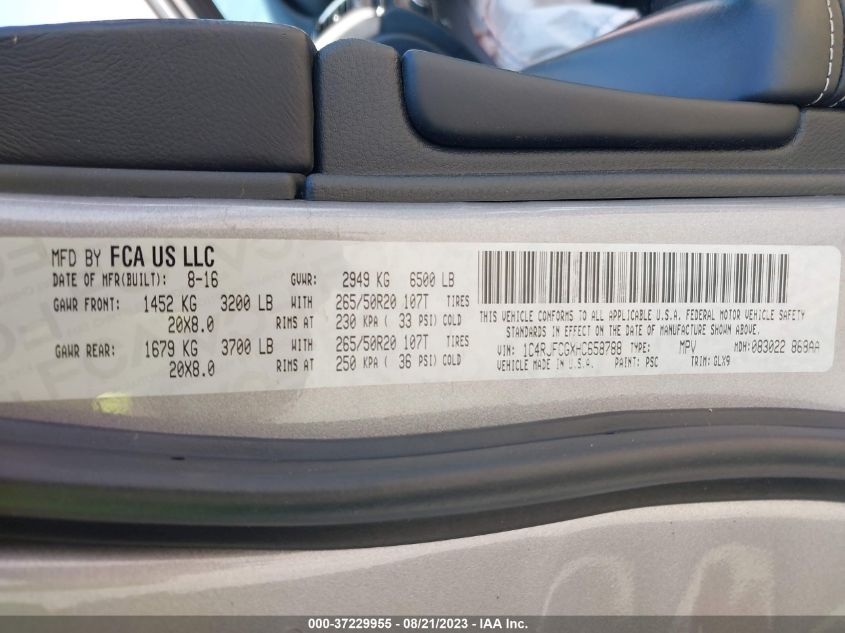 MFD BY FCA US LLC
DATE OF MFR(BUILT): 8-16 GVWR: 2949 KG 6500 LB
GAWR FRONT: 1452 KG 3200 LB WITH 265/50R20 107T TIRES
20X8.0 RIMS AT 230 KPA ( 33 PSI) COLD
GAWR REAR: 1679 KG 3700 LB WITH 265/50R20 107T TIRES
20X8.0 RIMS AT 250 KPA ( 36 PSI) COLD
THIS VEHICLE CONFORMS TO ALL APPLICABLE U.S.A. FEDERAL MOTOR VEHICLE SAFETY
STANDARDS IN EFFECT ON THE DATE OF MANUFACTURE SHOWN ABOVE.
VIN: 1C4RJFCGXHC658788 TYPE: MPV MDH: 083022 869AA
VEHICLE MADE IN U.S.A. PAINT: PSC TRIM: GLX9
000-37229955 - 08/21/2023 - IAA Inc.